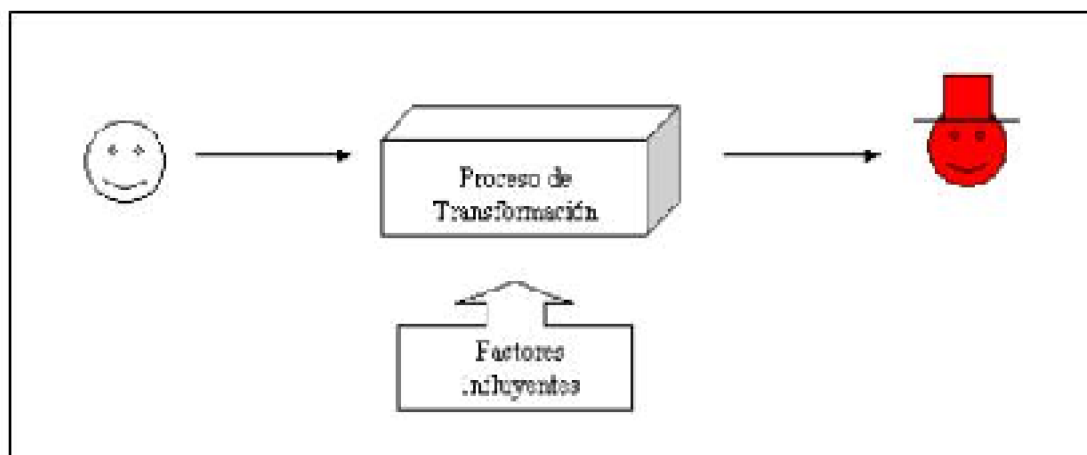 Proceso de
Transformación
Factores
Influyentes